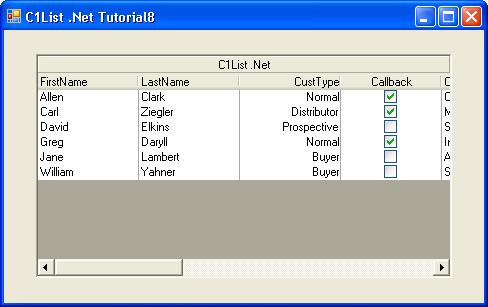 C1List .Net Tutorial8
C1List .Net
FirstName LastName CustType Callback C
Allen Clark Normal C
Carl Ziegler Distributor M
David Elkins Prospective S
Greg Daryll Normal In
Jane Lambert Buyer A
William Yahner Buyer S